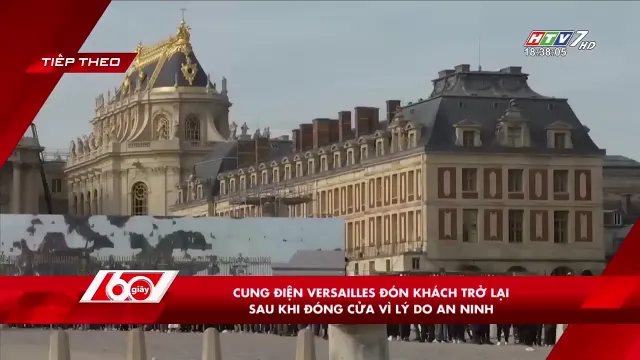 TIẾP THEO
HTV7 HD
18:38:05
60 giây
CUNG ĐIỆN VERSAILLES ĐÓN KHÁCH TRỞ LẠI
SAU KHI ĐÓNG CỬA VÌ LÝ DO AN NINH